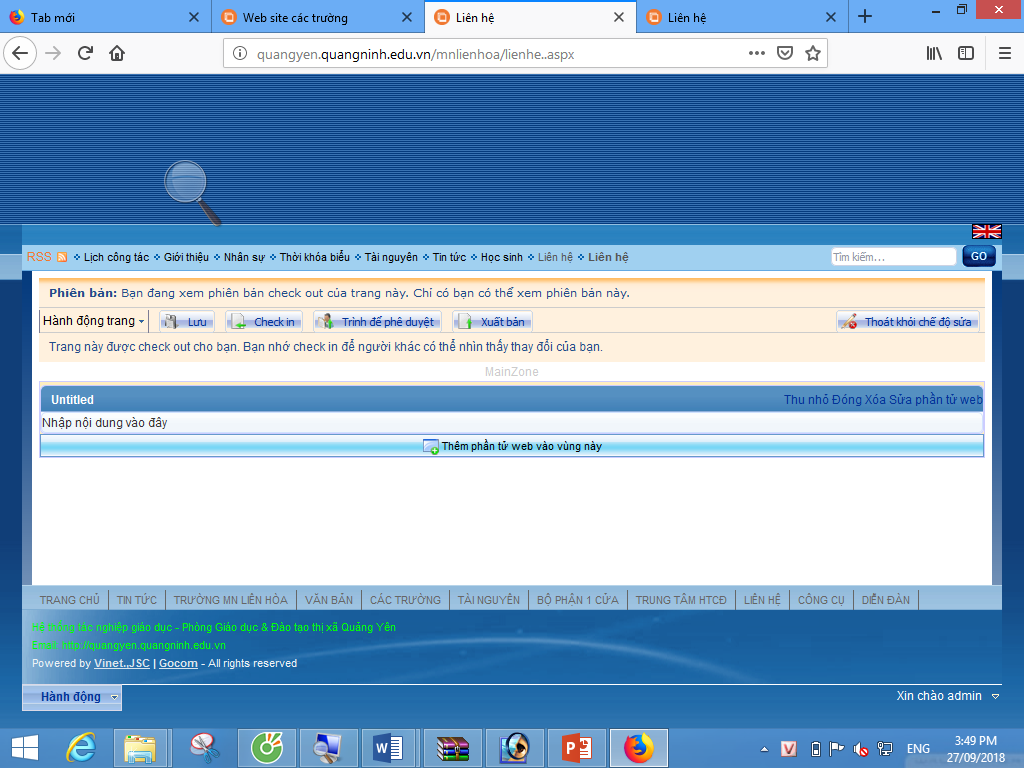 Tab mới
Web site các trường
Liên hệ
Liên hệ
quangyen.quangninh.edu.vn/mnlienhoa/lienhe..aspx
RSS Lịch công tác Giới thiệu Nhân sự Thời khóa biểu Tài nguyên Tin tức Học sinh Liên hệ Liên hệ Tìm kiếm... GO
Phiên bản: Bạn đang xem phiên bản check out của trang này. Chỉ có bạn có thể xem phiên bản này.
Hành động trang Lưu Check in Trình để phê duyệt Xuất bản Thoát khỏi chế độ sửa
Trang này được check out cho bạn. Bạn nhớ check in để người khác có thể nhìn thấy thay đổi của bạn.
MainZone
Untitled Thu nhỏ Đóng Xóa Sửa phần tử web
Nhập nội dung vào đây
Thêm phần tử web vào vùng này
TRANG CHỦ TIN TỨC TRƯỜNG MN LIÊN HÒA VĂN BẢN CÁC TRƯỜNG TÀI NGUYÊN BỘ PHẬN 1 CỬA TRUNG TÂM HTCĐ LIÊN HỆ CÔNG CỤ DIỄN ĐÀN
Hệ thống tác nghiệp giáo dục - Phòng Giáo dục & Đào tạo thị xã Quảng Yên
Email: http://quangyen.quangninh.edu.vn
Powered by Vinet.,JSC | Gocom - All rights reserved
Hành động Xin chào admin
ENG
3:49 PM
27/09/2018